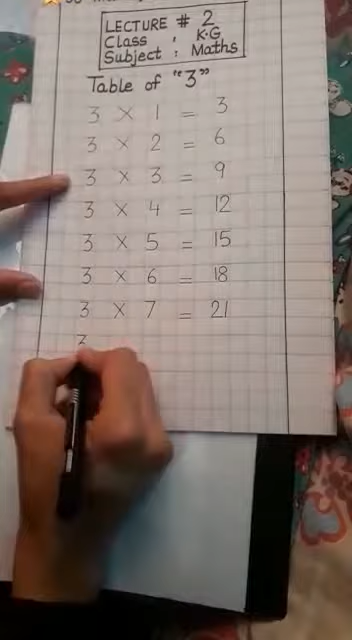 LECTURE # 2
Class : K.G
Subject : Maths
Table of "3"
3 × 1 = 3
3 × 2 = 6
3 × 3 = 9
3 × 4 = 12
3 × 5 = 15
3 × 6 = 18
3 × 7 = 21
3